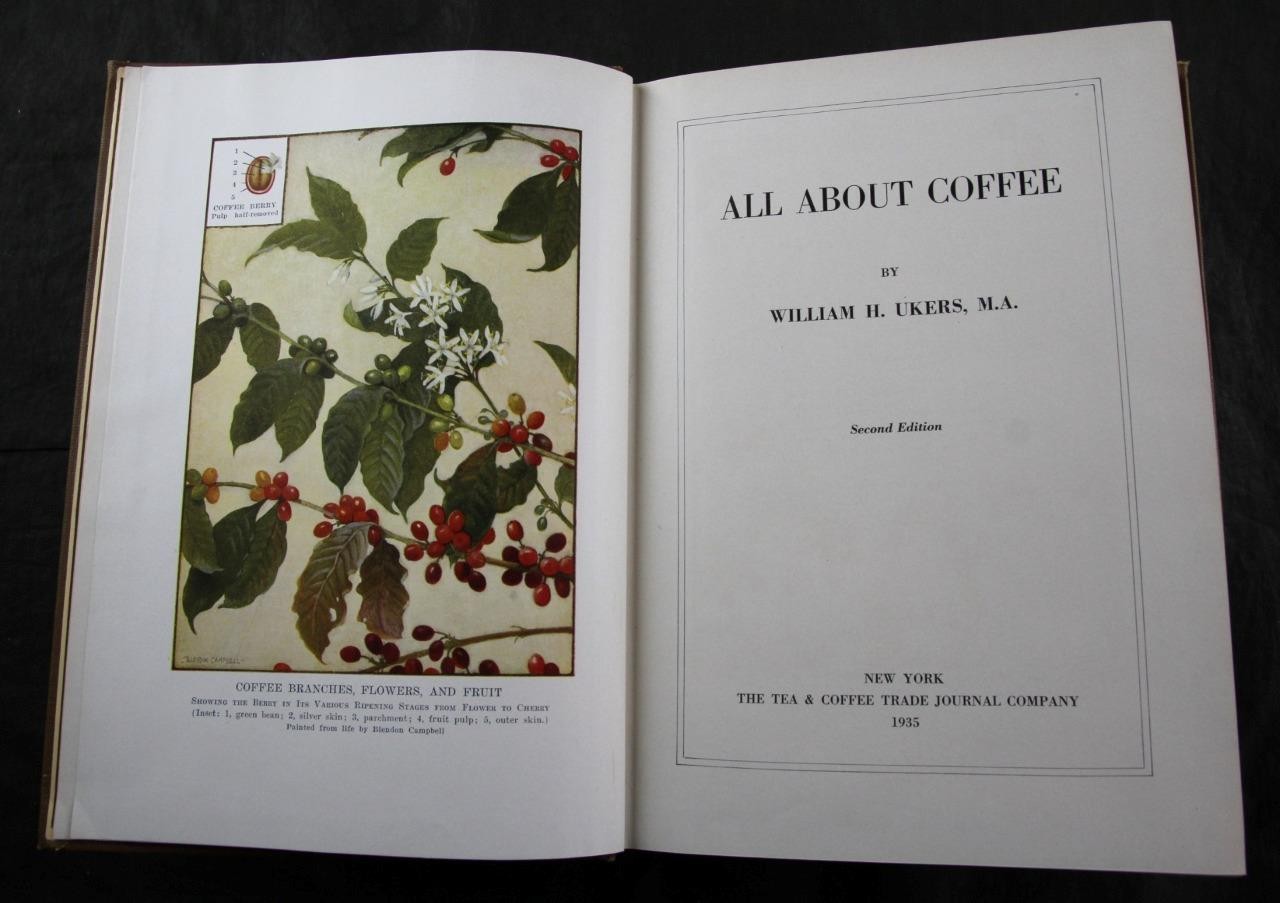 1
2
3
4
5
COFFEE BERRY
Pulp half-removed
BLENDON CAMPBELL
COFFEE BRANCHES, FLOWERS, AND FRUIT
SHOWING THE BERRY IN ITS VARIOUS RIPENING STAGES FROM FLOWER TO CHERRY
(Inset: 1, green bean; 2, silver skin; 3, parchment; 4, fruit pulp; 5, outer skin.)
Painted from life by Blendon Campbell
ALL ABOUT COFFEE
BY
WILLIAM H. UKERS, M.A.
Second Edition
NEW YORK
THE TEA & COFFEE TRADE JOURNAL COMPANY
1935